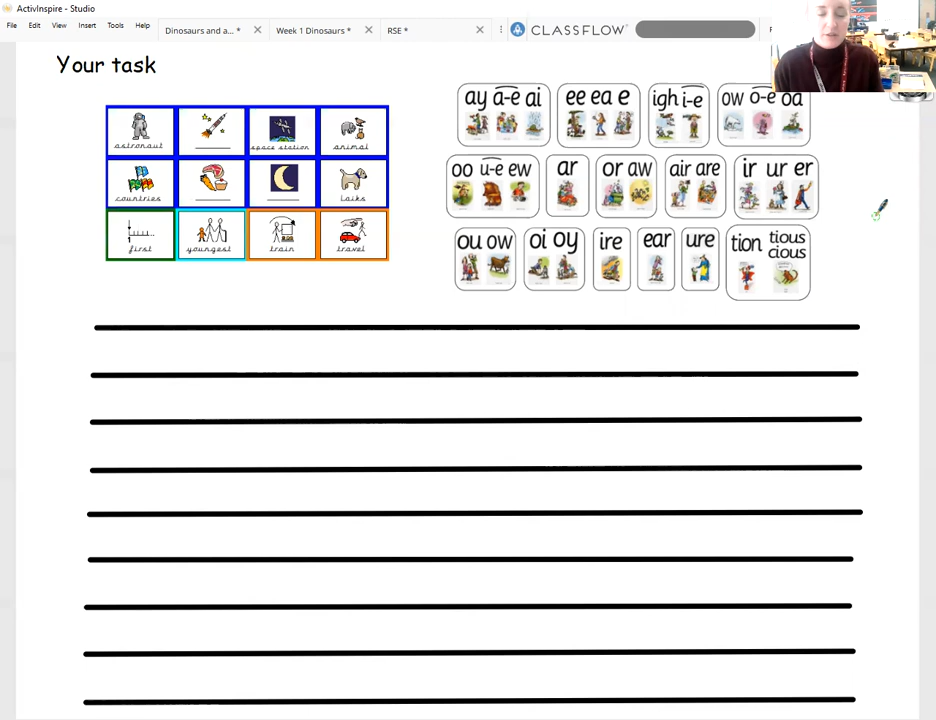 ActivInspire - Studio
File Edit View Insert Tools Help
Dinosaurs and a... *
Week 1 Dinosaurs *
RSE *
CLASSFLOW
Your task
astronaut
space station
animal
countries
laika
first
youngest
train
travel
ay a-e ai
ee ea e
igh i-e
ow o-e oa
oo u-e ew
ar
or aw
air are
ir ur er
ou ow
oi oy
ire
ear
ure
tion tious
cious